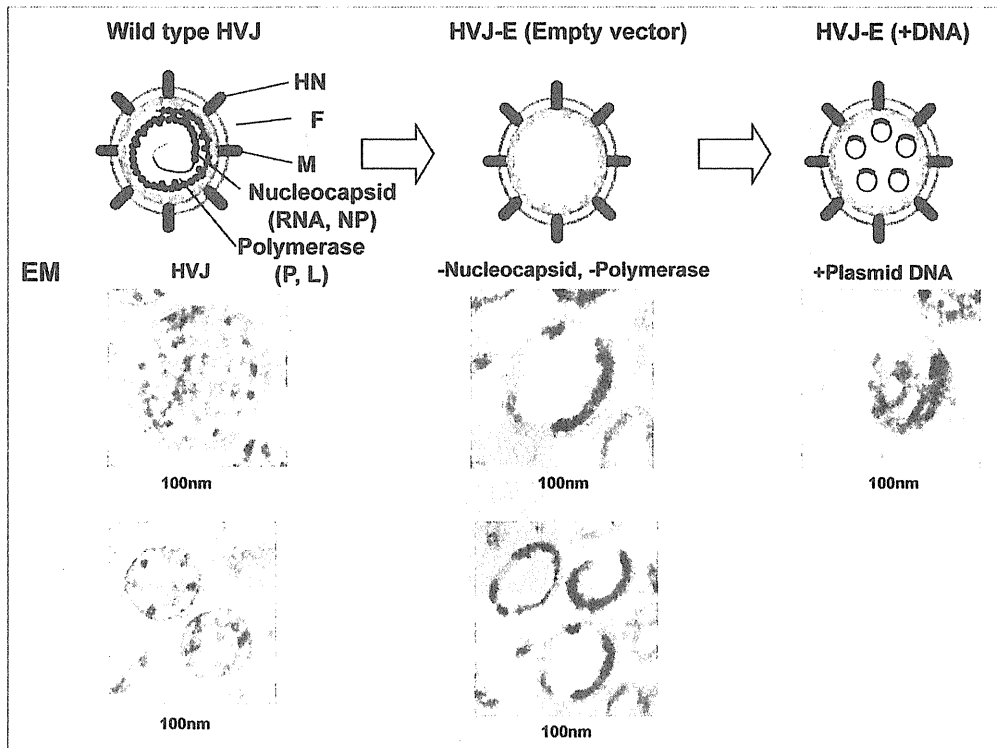 Wild type HVJ
HVJ-E (Empty vector)
HVJ-E (+DNA)
HN
F
M
Nucleocapsid
(RNA, NP)
Polymerase
(P, L)
EM
HVJ
-Nucleocapsid, -Polymerase
+Plasmid DNA
100nm
100nm
100nm
100nm
100nm